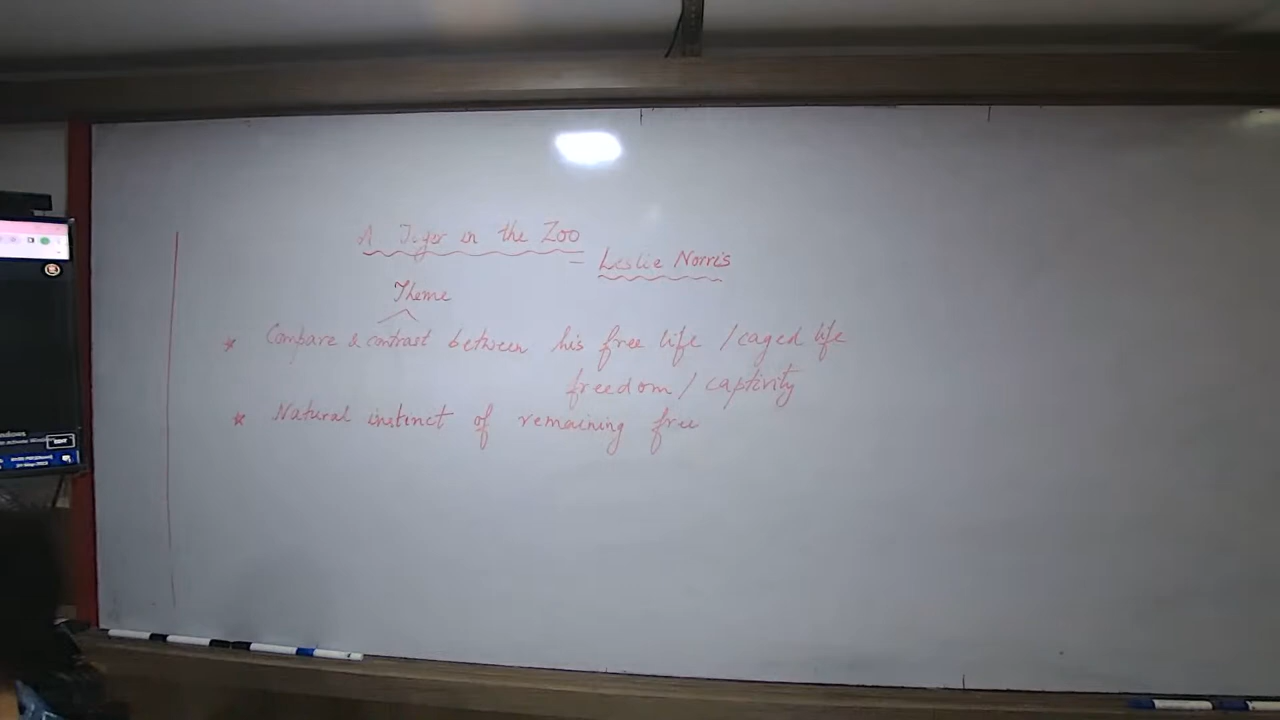 A Tiger in the Zoo
- Leslie Norris
Theme
* Compare & contrast between his free life / caged life
freedom / captivity
* Natural instinct of remaining free